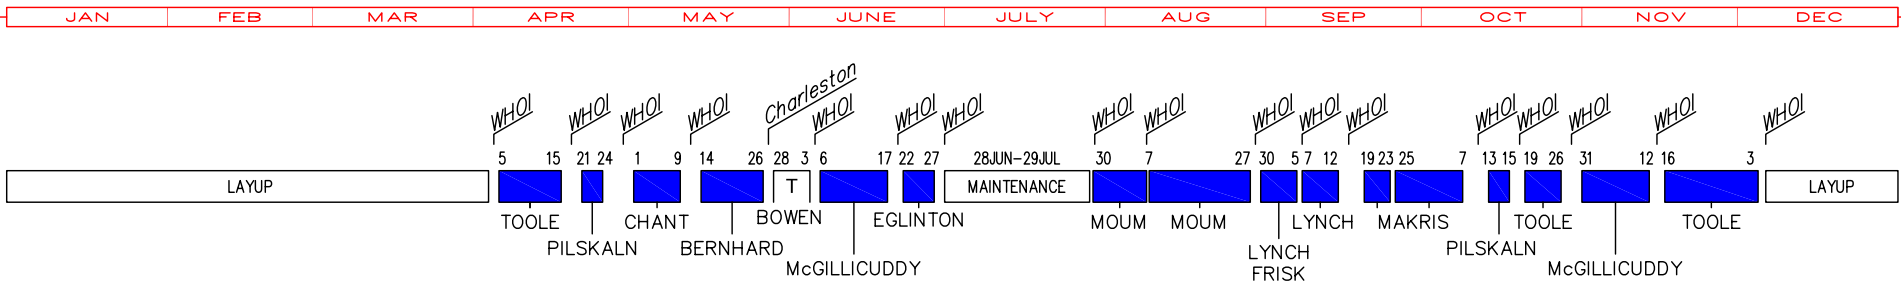 JAN FEB MAR APR MAY JUNE JULY AUG SEP OCT NOV DEC
Charleston
WHOI WHOI WHOI WHOI WHOI WHOI WHOI WHOI WHOI WHOI WHOI WHOI WHOI WHOI WHOI WHOI WHOI
5 15 21 24 1 9 14 26 28 3 6 17 22 27 28JUN-29JUL 30 7 27 30 5 7 12 19 23 25 7 13 15 19 26 31 12 16 3
LAYUP T MAINTENANCE LAYUP
TOOLE CHANT BOWEN EGLINTON MOUM MOUM LYNCH MAKRIS TOOLE TOOLE
PILSKALN BERNHARD LYNCH PILSKALN
McGILLICUDDY FRISK McGILLICUDDY